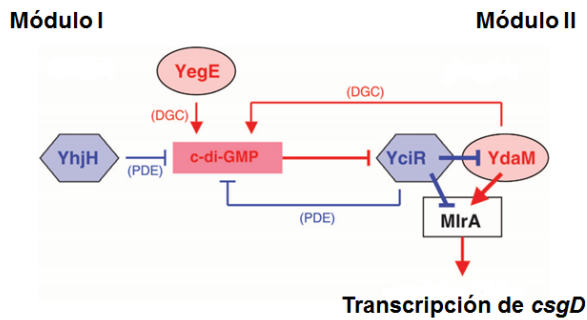 Módulo I
Módulo II
YegE
(DGC)
(DGC)
YhjH
(PDE)
c-di-GMP
YciR
YdaM
(PDE)
MlrA
Transcripción de csgD